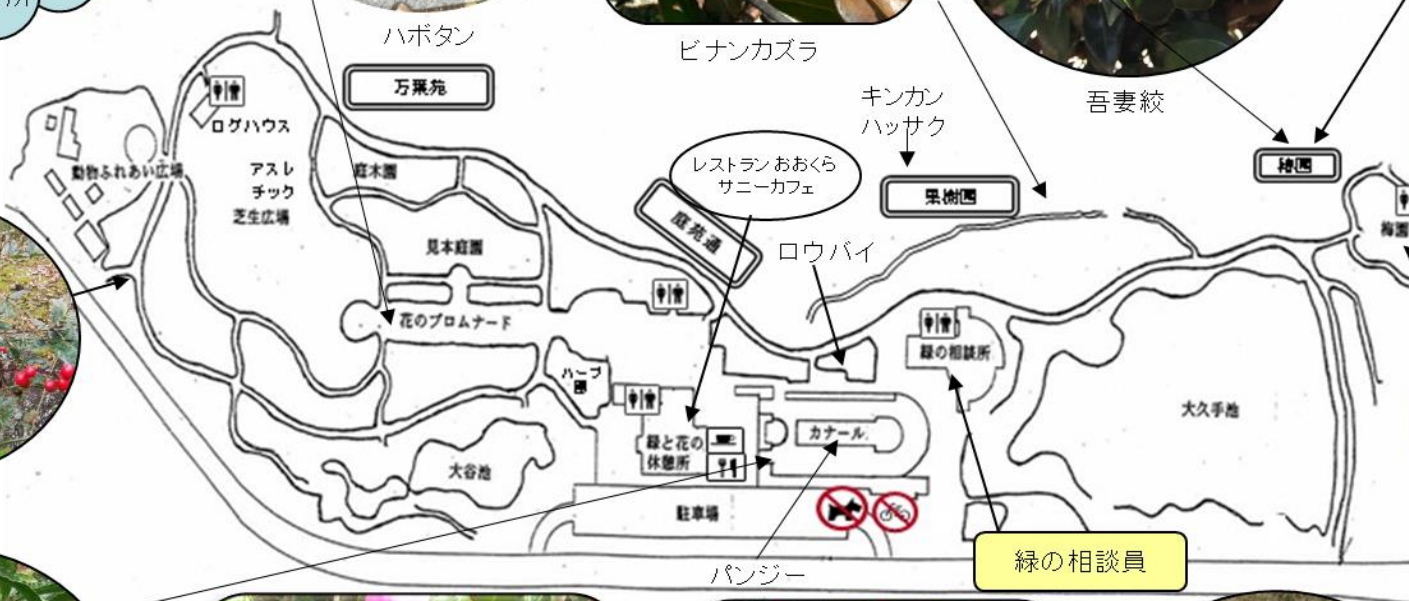 所
ハボタン
ビナンカズラ
吾妻絞
万葉苑
キンカン
ハッサク
ログハウス
レストラン おおくら
サニーカフェ
椿園
動物ふれあい広場
アスレ
チック
芝生広場
庭木園
果樹園
庭苑通
梅園
見本庭園
ロウバイ
花のプロムナード
緑の相談所
ハーブ
園
大久手池
カナール
緑と花の
休憩所
大谷池
駐車場
緑の相談員
パンジー